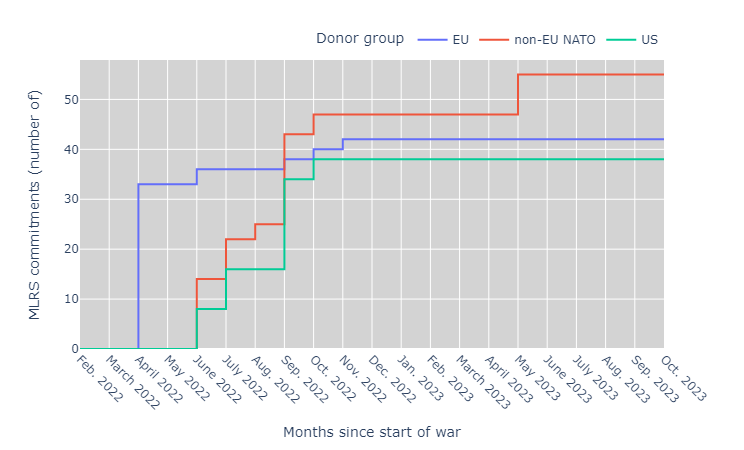 Donor group EU non-EU NATO US
MLRS commitments (number of)
50
40
30
20
10
0
Feb. 2022 March 2022 April 2022 May 2022 June 2022 July 2022 Aug. 2022 Sep. 2022 Oct. 2022 Nov. 2022 Dec. 2022 Jan. 2023 Feb. 2023 March 2023 April 2023 May 2023 June 2023 July 2023 Aug. 2023 Sep. 2023 Oct. 2023
Months since start of war